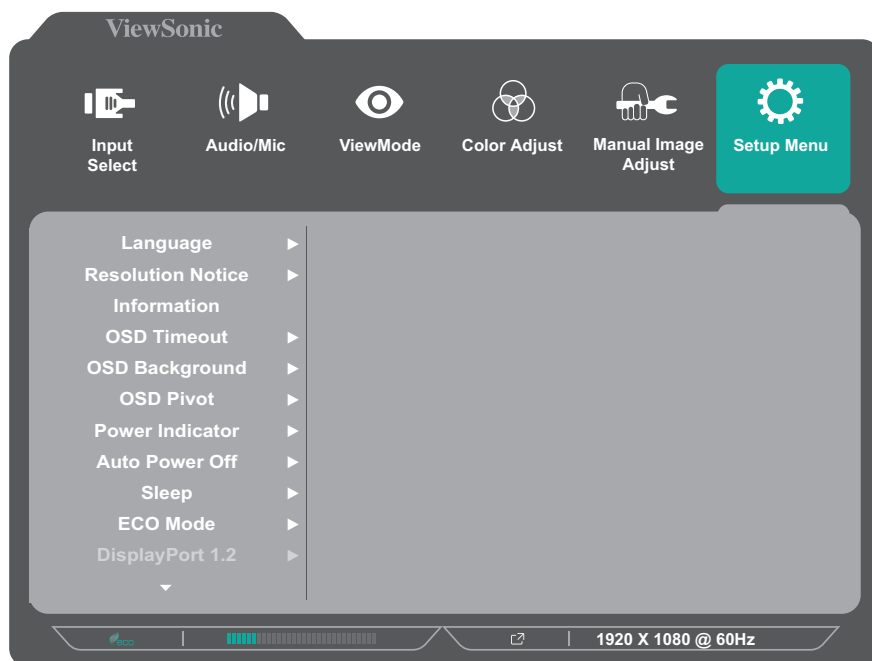 ViewSonic
Input
Select
Audio/Mic
ViewMode
Color Adjust
Manual Image
Adjust
Setup Menu
Language
Resolution Notice
Information
OSD Timeout
OSD Background
OSD Pivot
Power Indicator
Auto Power Off
Sleep
ECO Mode
DisplayPort 1.2
eco
1920 X 1080 @ 60Hz